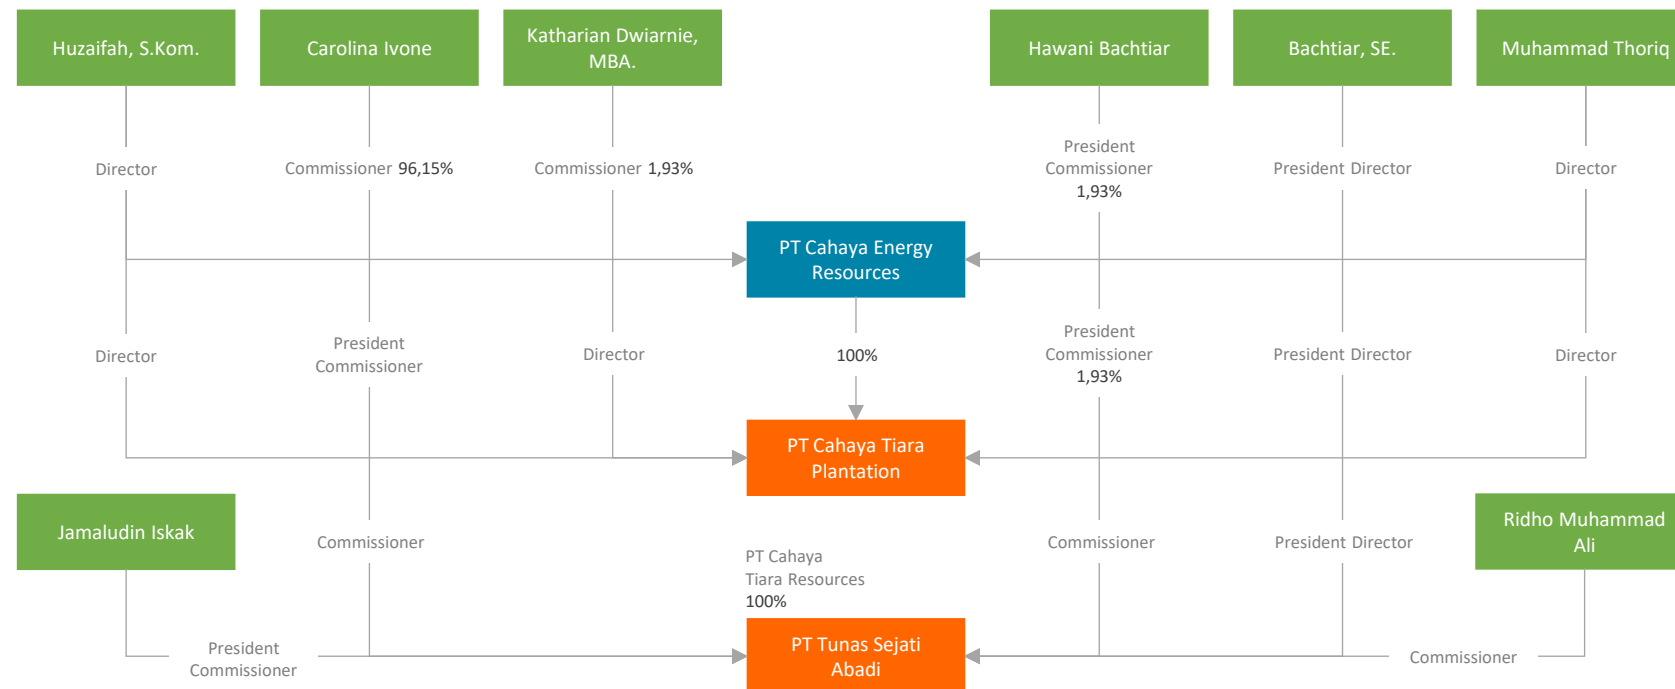 Huzaifah, S.Kom.
Carolina Ivone
Katharian Dwiarnie,
MBA.
Hawani Bachtiar
Bachtiar, SE.
Muhammad Thoriq
Director
Commissioner 96,15%
Commissioner 1,93%
President
Commissioner
1,93%
President Director
Director
PT Cahaya Energy
Resources
Director
President
Commissioner
Director
100%
President
Commissioner
1,93%
President Director
Director
PT Cahaya Tiara
Plantation
Jamaludin Iskak
Ridho Muhammad
Ali
Commissioner
PT Cahaya
Tiara Resources
100%
Commissioner
President Director
President
Commissioner
PT Tunas Sejati
Abadi
Commissioner